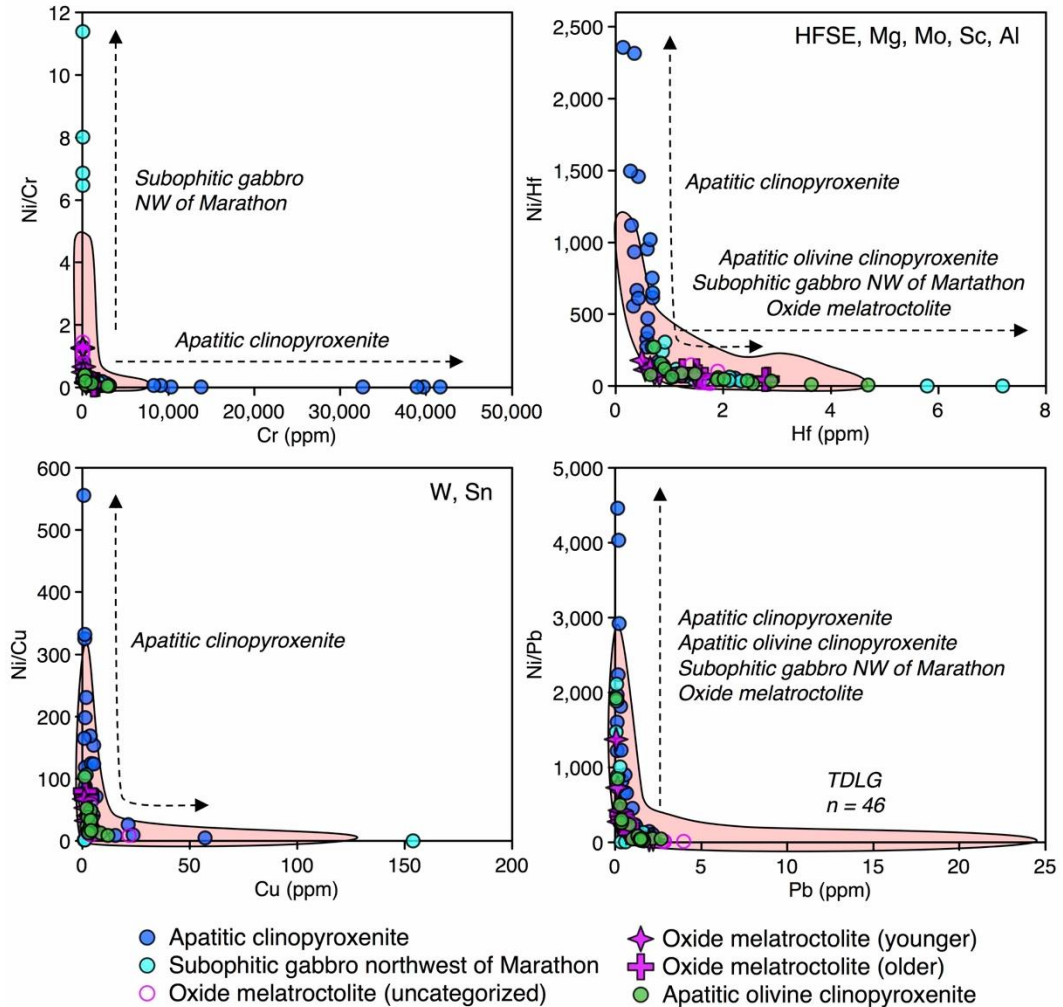 12
10
8
6
4
2
0
Ni/Cr
Subophitic gabbro
NW of Marathon
Apatitic clinopyroxenite
0
10,000
20,000
30,000
40,000
50,000
Cr (ppm)
HFSE, Mg, Mo, Sc, Al
2,500
2,000
1,500
1,000
500
0
Ni/Hf
Apatitic clinopyroxenite
Apatitic olivine clinopyroxenite
Subophitic gabbro NW of Martathon
Oxide melatroctolite
0
2
4
6
8
Hf (ppm)
W, Sn
600
500
400
300
200
100
0
Ni/Cu
Apatitic clinopyroxenite
0
50
100
150
200
Cu (ppm)
5,000
4,000
3,000
2,000
1,000
0
Ni/Pb
Apatitic clinopyroxenite
Apatitic olivine clinopyroxenite
Subophitic gabbro NW of Marathon
Oxide melatroctolite
TDLG
n = 46
0
5
10
15
20
25
Pb (ppm)
Apatitic clinopyroxenite
Subophitic gabbro northwest of Marathon
Oxide melatroctolite (uncategorized)
Oxide melatroctolite (younger)
Oxide melatroctolite (older)
Apatitic olivine clinopyroxenite